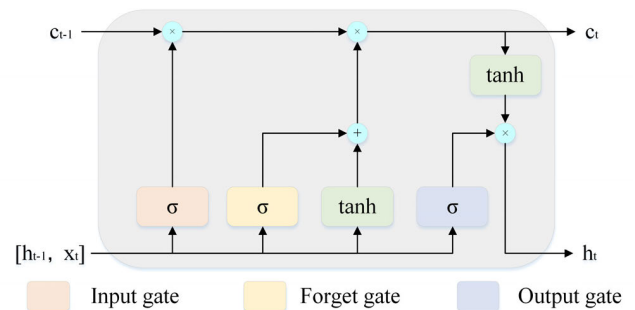 cₜ₋₁ × × cₜ
tanh
+ ×
σ σ tanh σ
[hₜ₋₁, xₜ] hₜ
Input gate Forget gate Output gate